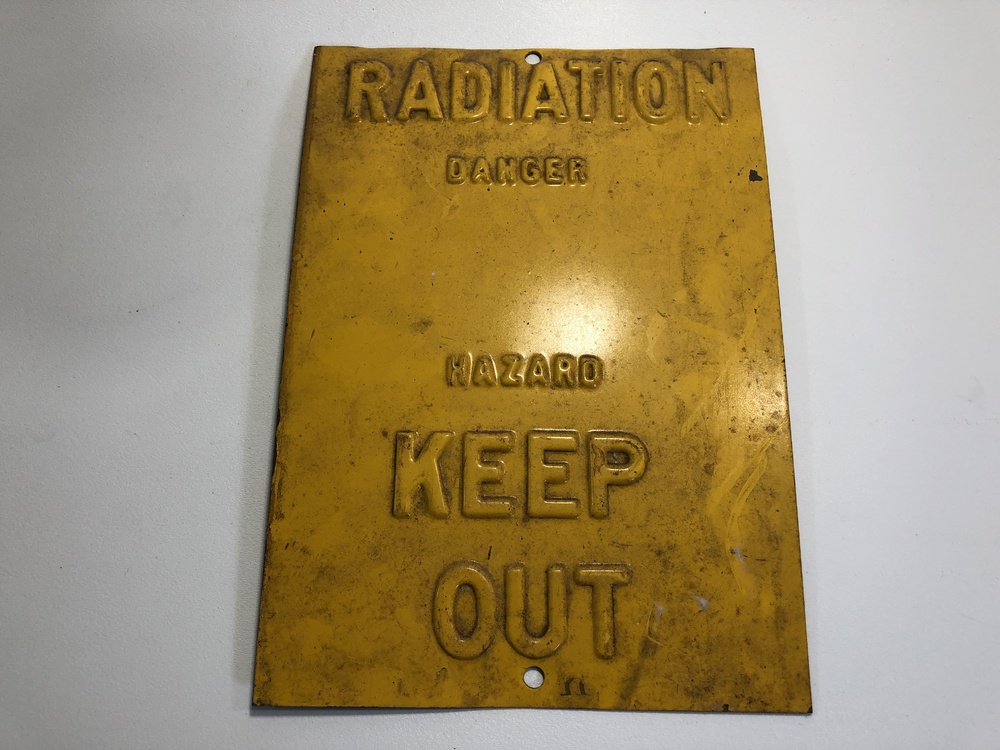 RADIATION
DANGER
HAZARD
KEEP
OUT